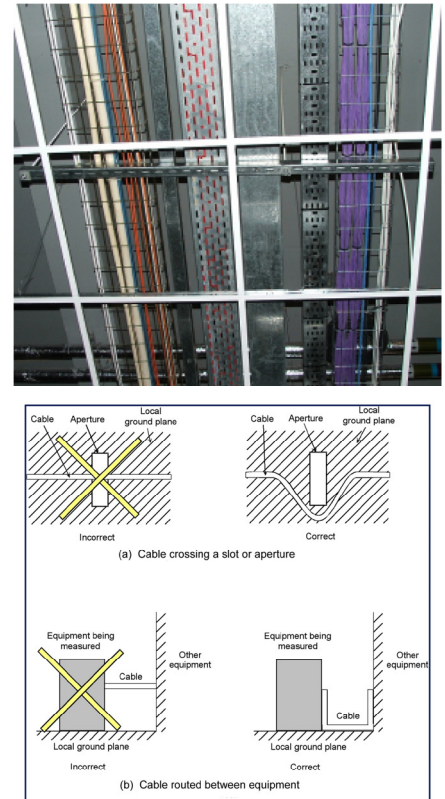 Cable
Aperture
Local
ground plane
Cable
Aperture
Local
ground plane
Incorrect
Correct
(a) Cable crossing a slot or aperture
Equipment being
measured
Other
equipment
Cable
Local ground plane
Incorrect
Equipment being
measured
Other
equipment
Cable
Local ground plane
Correct
(b) Cable routed between equipment